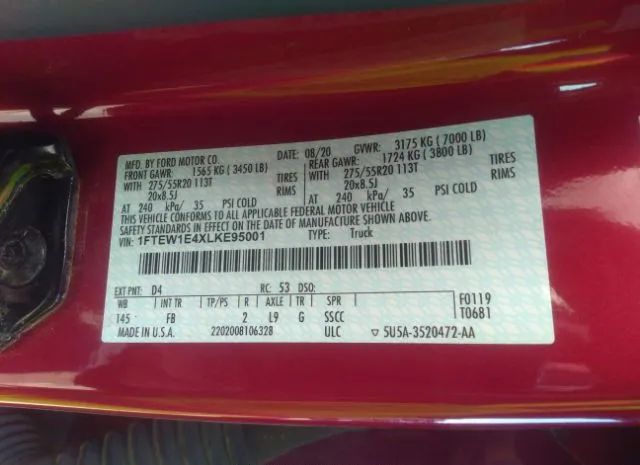 MFD. BY FORD MOTOR CO. DATE: 08/20 GVWR: 3175 KG ( 7000 LB)
FRONT GAWR: 1565 KG ( 3450 LB) REAR GAWR: 1724 KG ( 3800 LB)
WITH 275/55R20 113T TIRES WITH 275/55R20 113T TIRES
20x8.5J RIMS 20x8.5J RIMS
AT 240 kPa/ 35 PSI COLD AT 240 kPa/ 35 PSI COLD
THIS VEHICLE CONFORMS TO ALL APPLICABLE FEDERAL MOTOR VEHICLE
SAFETY STANDARDS IN EFFECT ON THE DATE OF MANUFACTURE SHOWN ABOVE.
VIN: 1FTEW1E4XLKE95001 TYPE: Truck
EXT PNT: D4 RC: 53 DSO:
WB INT TR TP/PS R AXLE TR SPR F0119
145 FB 2 L9 G SSCC T0681
MADE IN U.S.A. 2202008106328 ULC 5U5A-3520472-AA